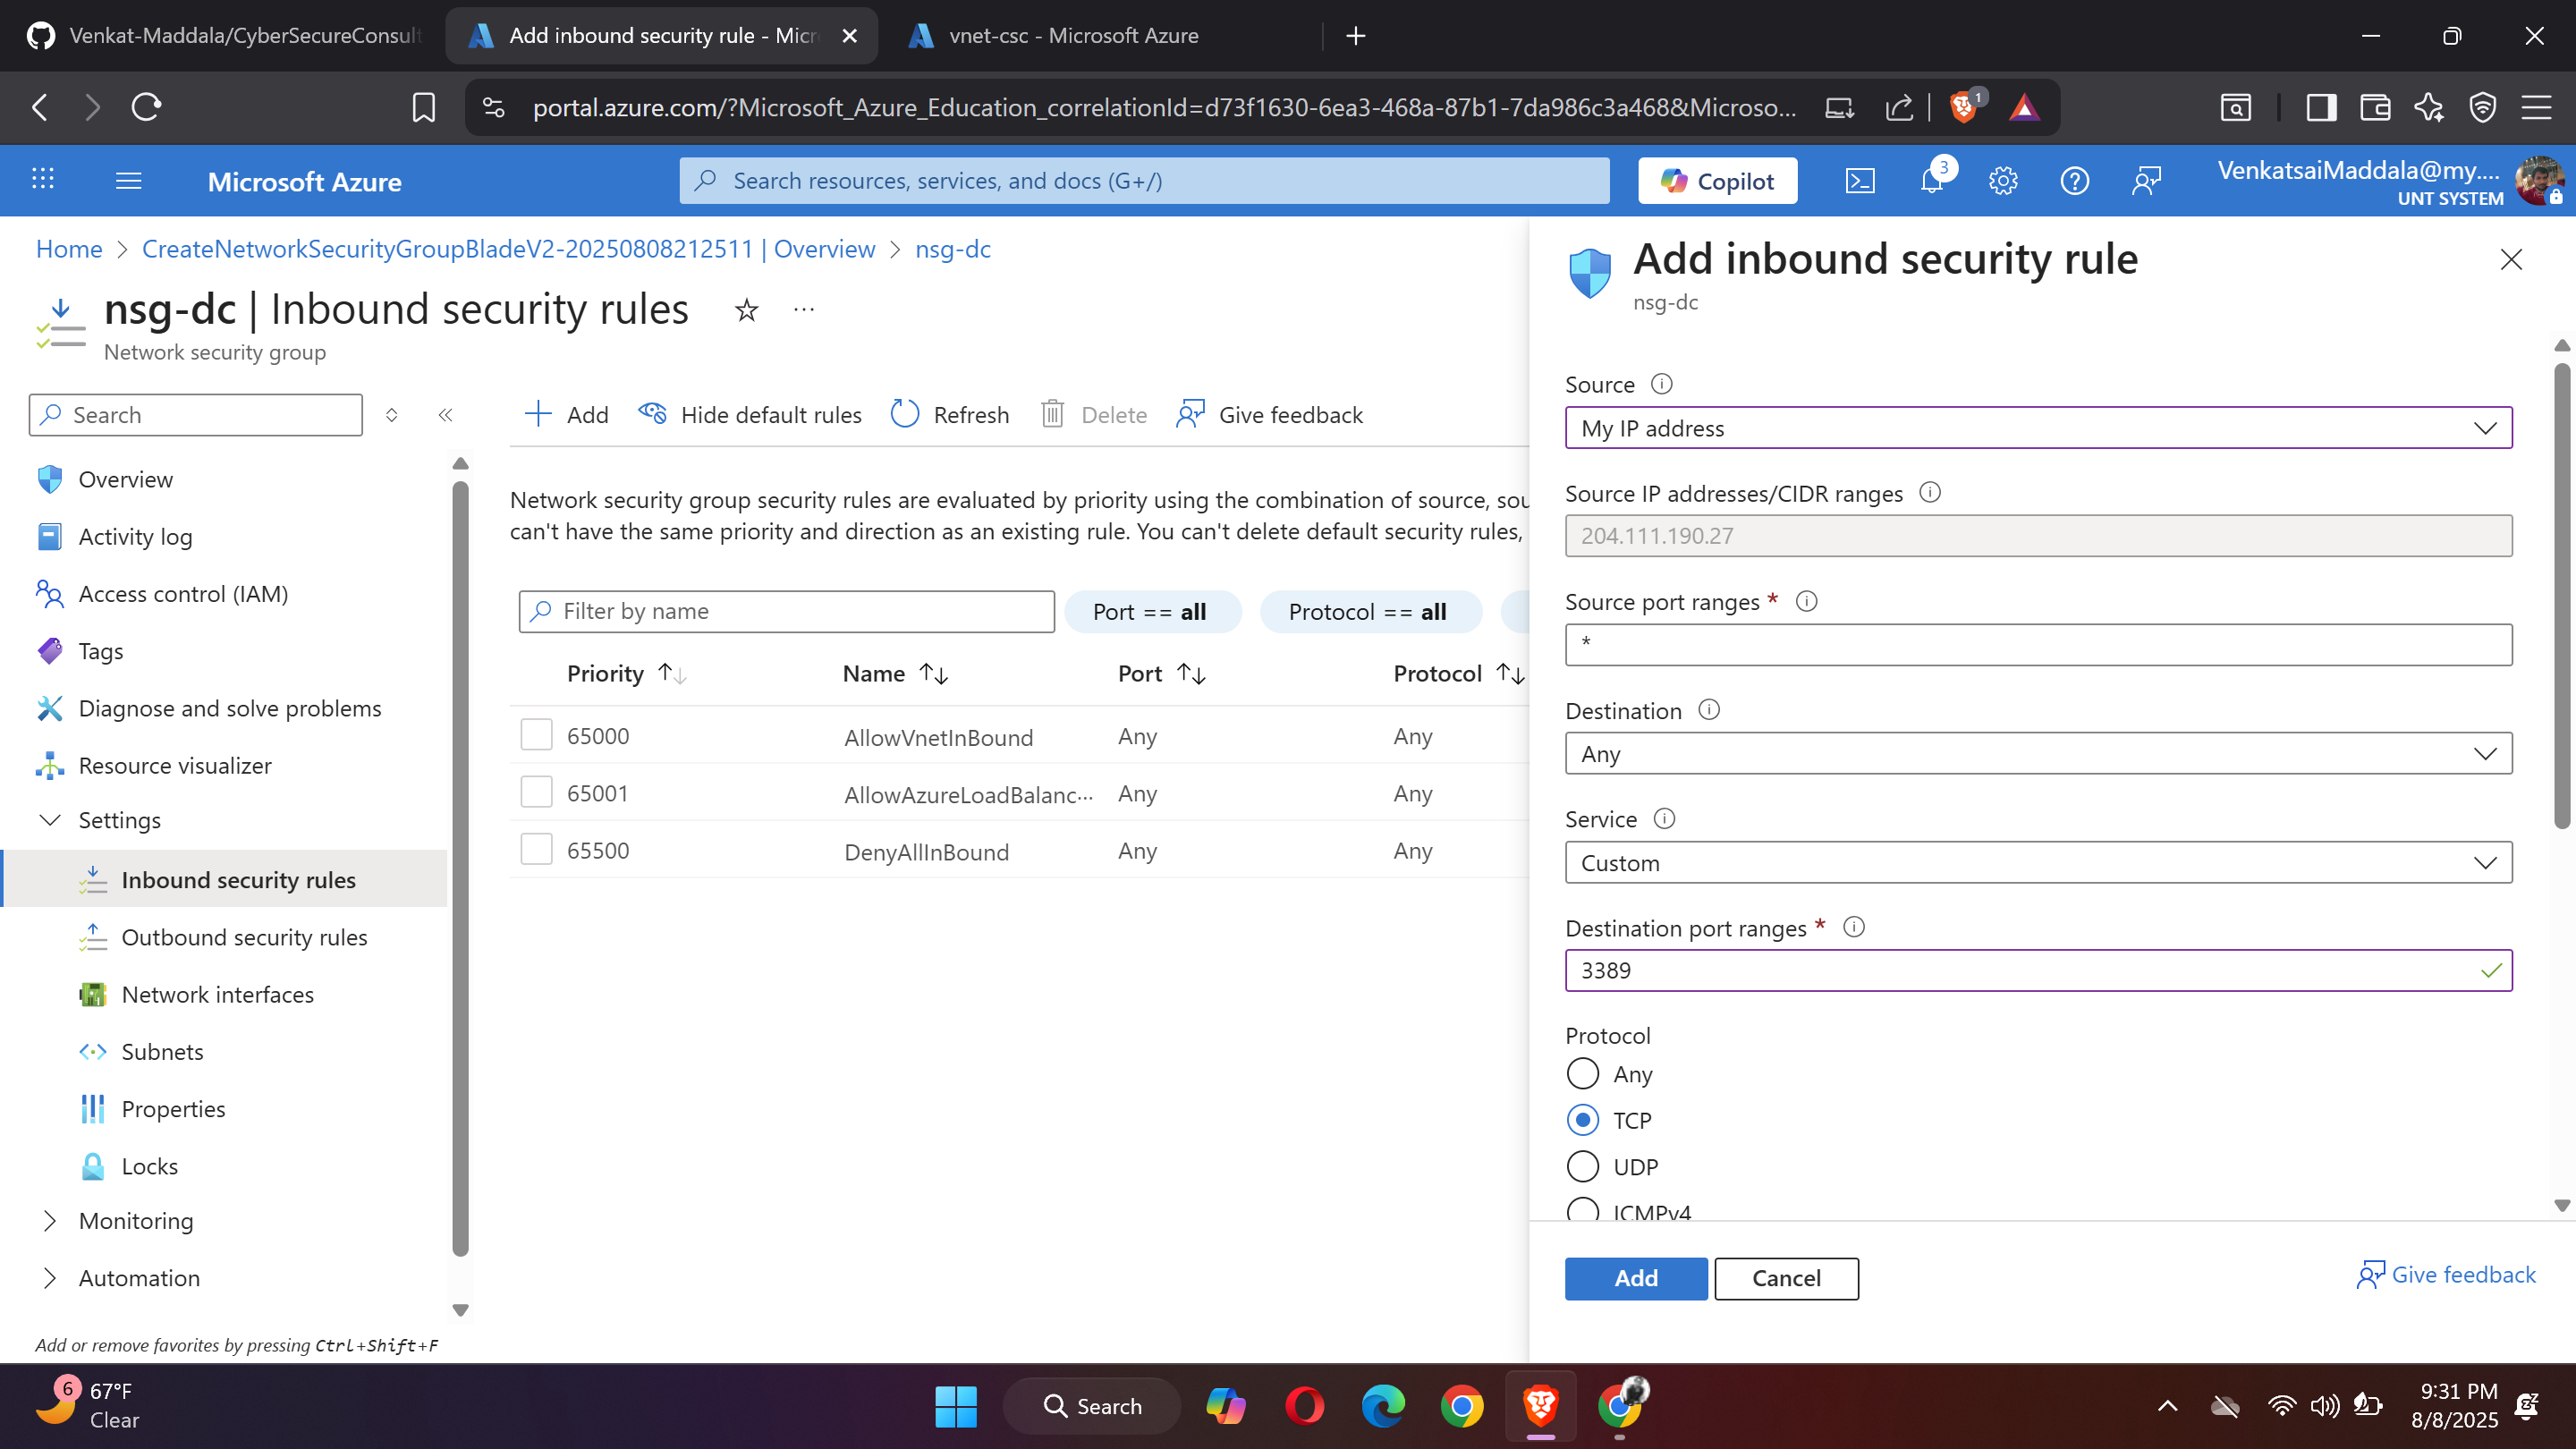 Venkat-Maddala/CyberSecureConsult
Add inbound security rule - Micr
vnet-csc - Microsoft Azure
portal.azure.com/?Microsoft_Azure_Education_correlationId=d73f1630-6ea3-468a-87b1-7da986c3a468&Microso...
1
Microsoft Azure
Search resources, services, and docs (G+/)
Copilot
3
VenkatsaiMaddala@my....
UNT SYSTEM
Home > CreateNetworkSecurityGroupBladeV2-20250808212511 | Overview > nsg-dc
nsg-dc | Inbound security rules
Network security group
Search
Overview
Activity log
Access control (IAM)
Tags
Diagnose and solve problems
Resource visualizer
Settings
Inbound security rules
Outbound security rules
Network interfaces
Subnets
Properties
Locks
Monitoring
Automation
Add or remove favorites by pressing Ctrl+Shift+F
Add
Hide default rules
Refresh
Delete
Give feedback
Network security group security rules are evaluated by priority using the combination of source, sou
can't have the same priority and direction as an existing rule. You can't delete default security rules,
Filter by name
Port == all
Protocol == all
Priority Name Port Protocol
65000 AllowVnetInBound Any Any
65001 AllowAzureLoadBalanc... Any Any
65500 DenyAllInBound Any Any
Add inbound security rule
nsg-dc
Source
My IP address
Source IP addresses/CIDR ranges
204.111.190.27
Source port ranges *
*
Destination
Any
Service
Custom
Destination port ranges *
3389
Protocol
Any
TCP
UDP
ICMPv4
Add
Cancel
Give feedback
6
67°F
Clear
Search
9:31 PM
8/8/2025